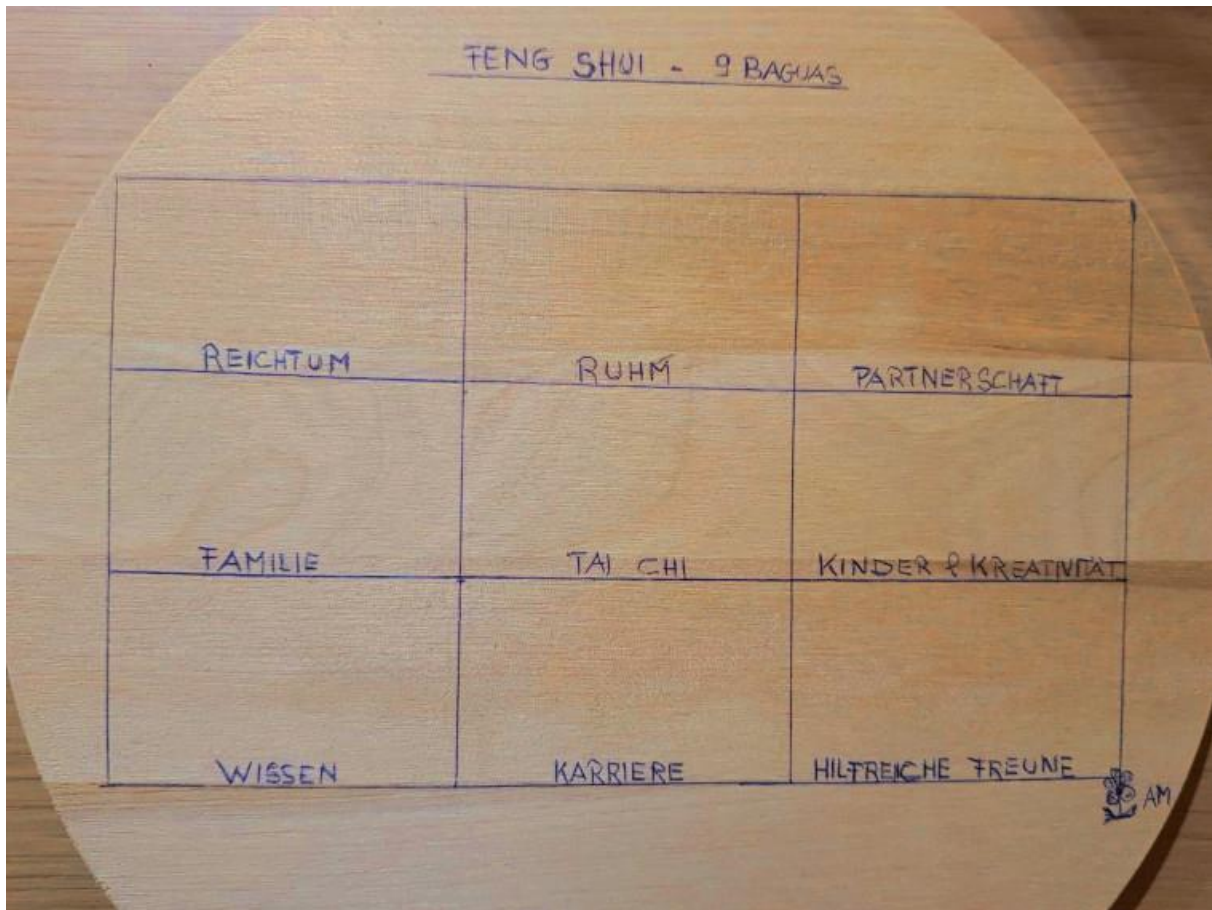 FENG SHUI - 9 BAGUAS
REICHTUM RUHM PARTNERSCHAFT
FAMILIE TAI CHI KINDER & KREATIVITÄT
WISSEN KARRIERE HILFREICHE FREUNE
AM